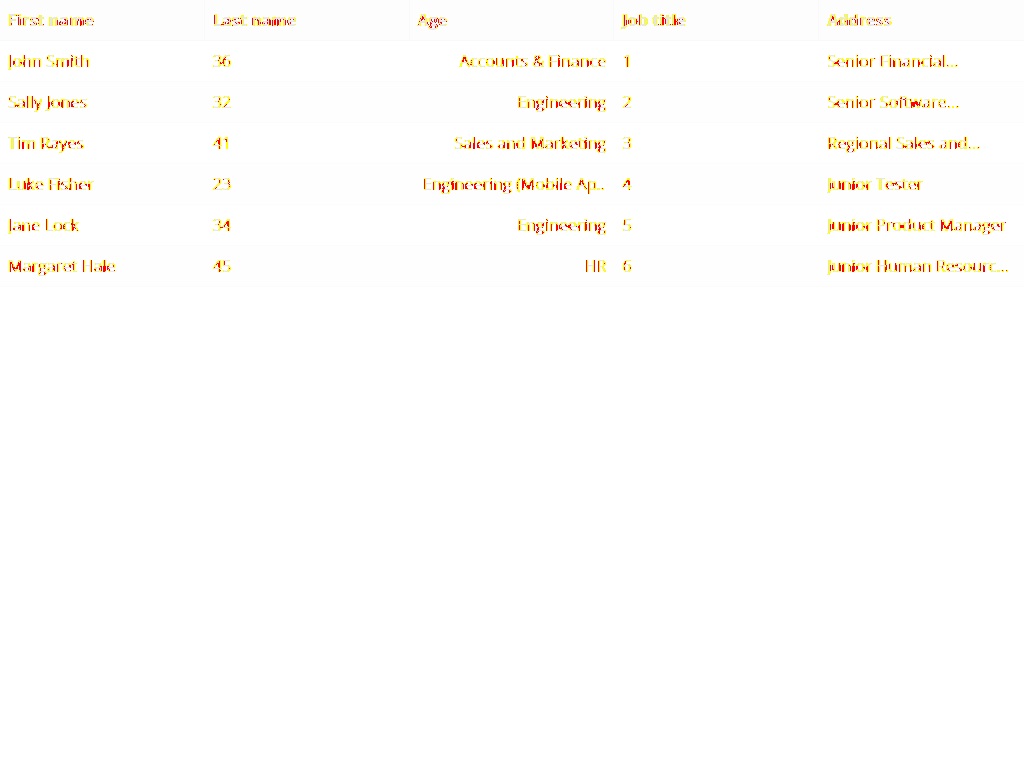 First name Last name Age Job title Address
John Smith 36 Accounts & Finance 1 Senior Financial...
Sally Jones 32 Engineering 2 Senior Software...
Tim Rayes 41 Sales and Marketing 3 Regional Sales and...
Luke Fisher 23 Engineering (Mobile Ap... 4 Junior Tester
Jane Lock 34 Engineering 5 Junior Product Manager
Margaret Hale 45 HR 6 Junior Human Resourc...